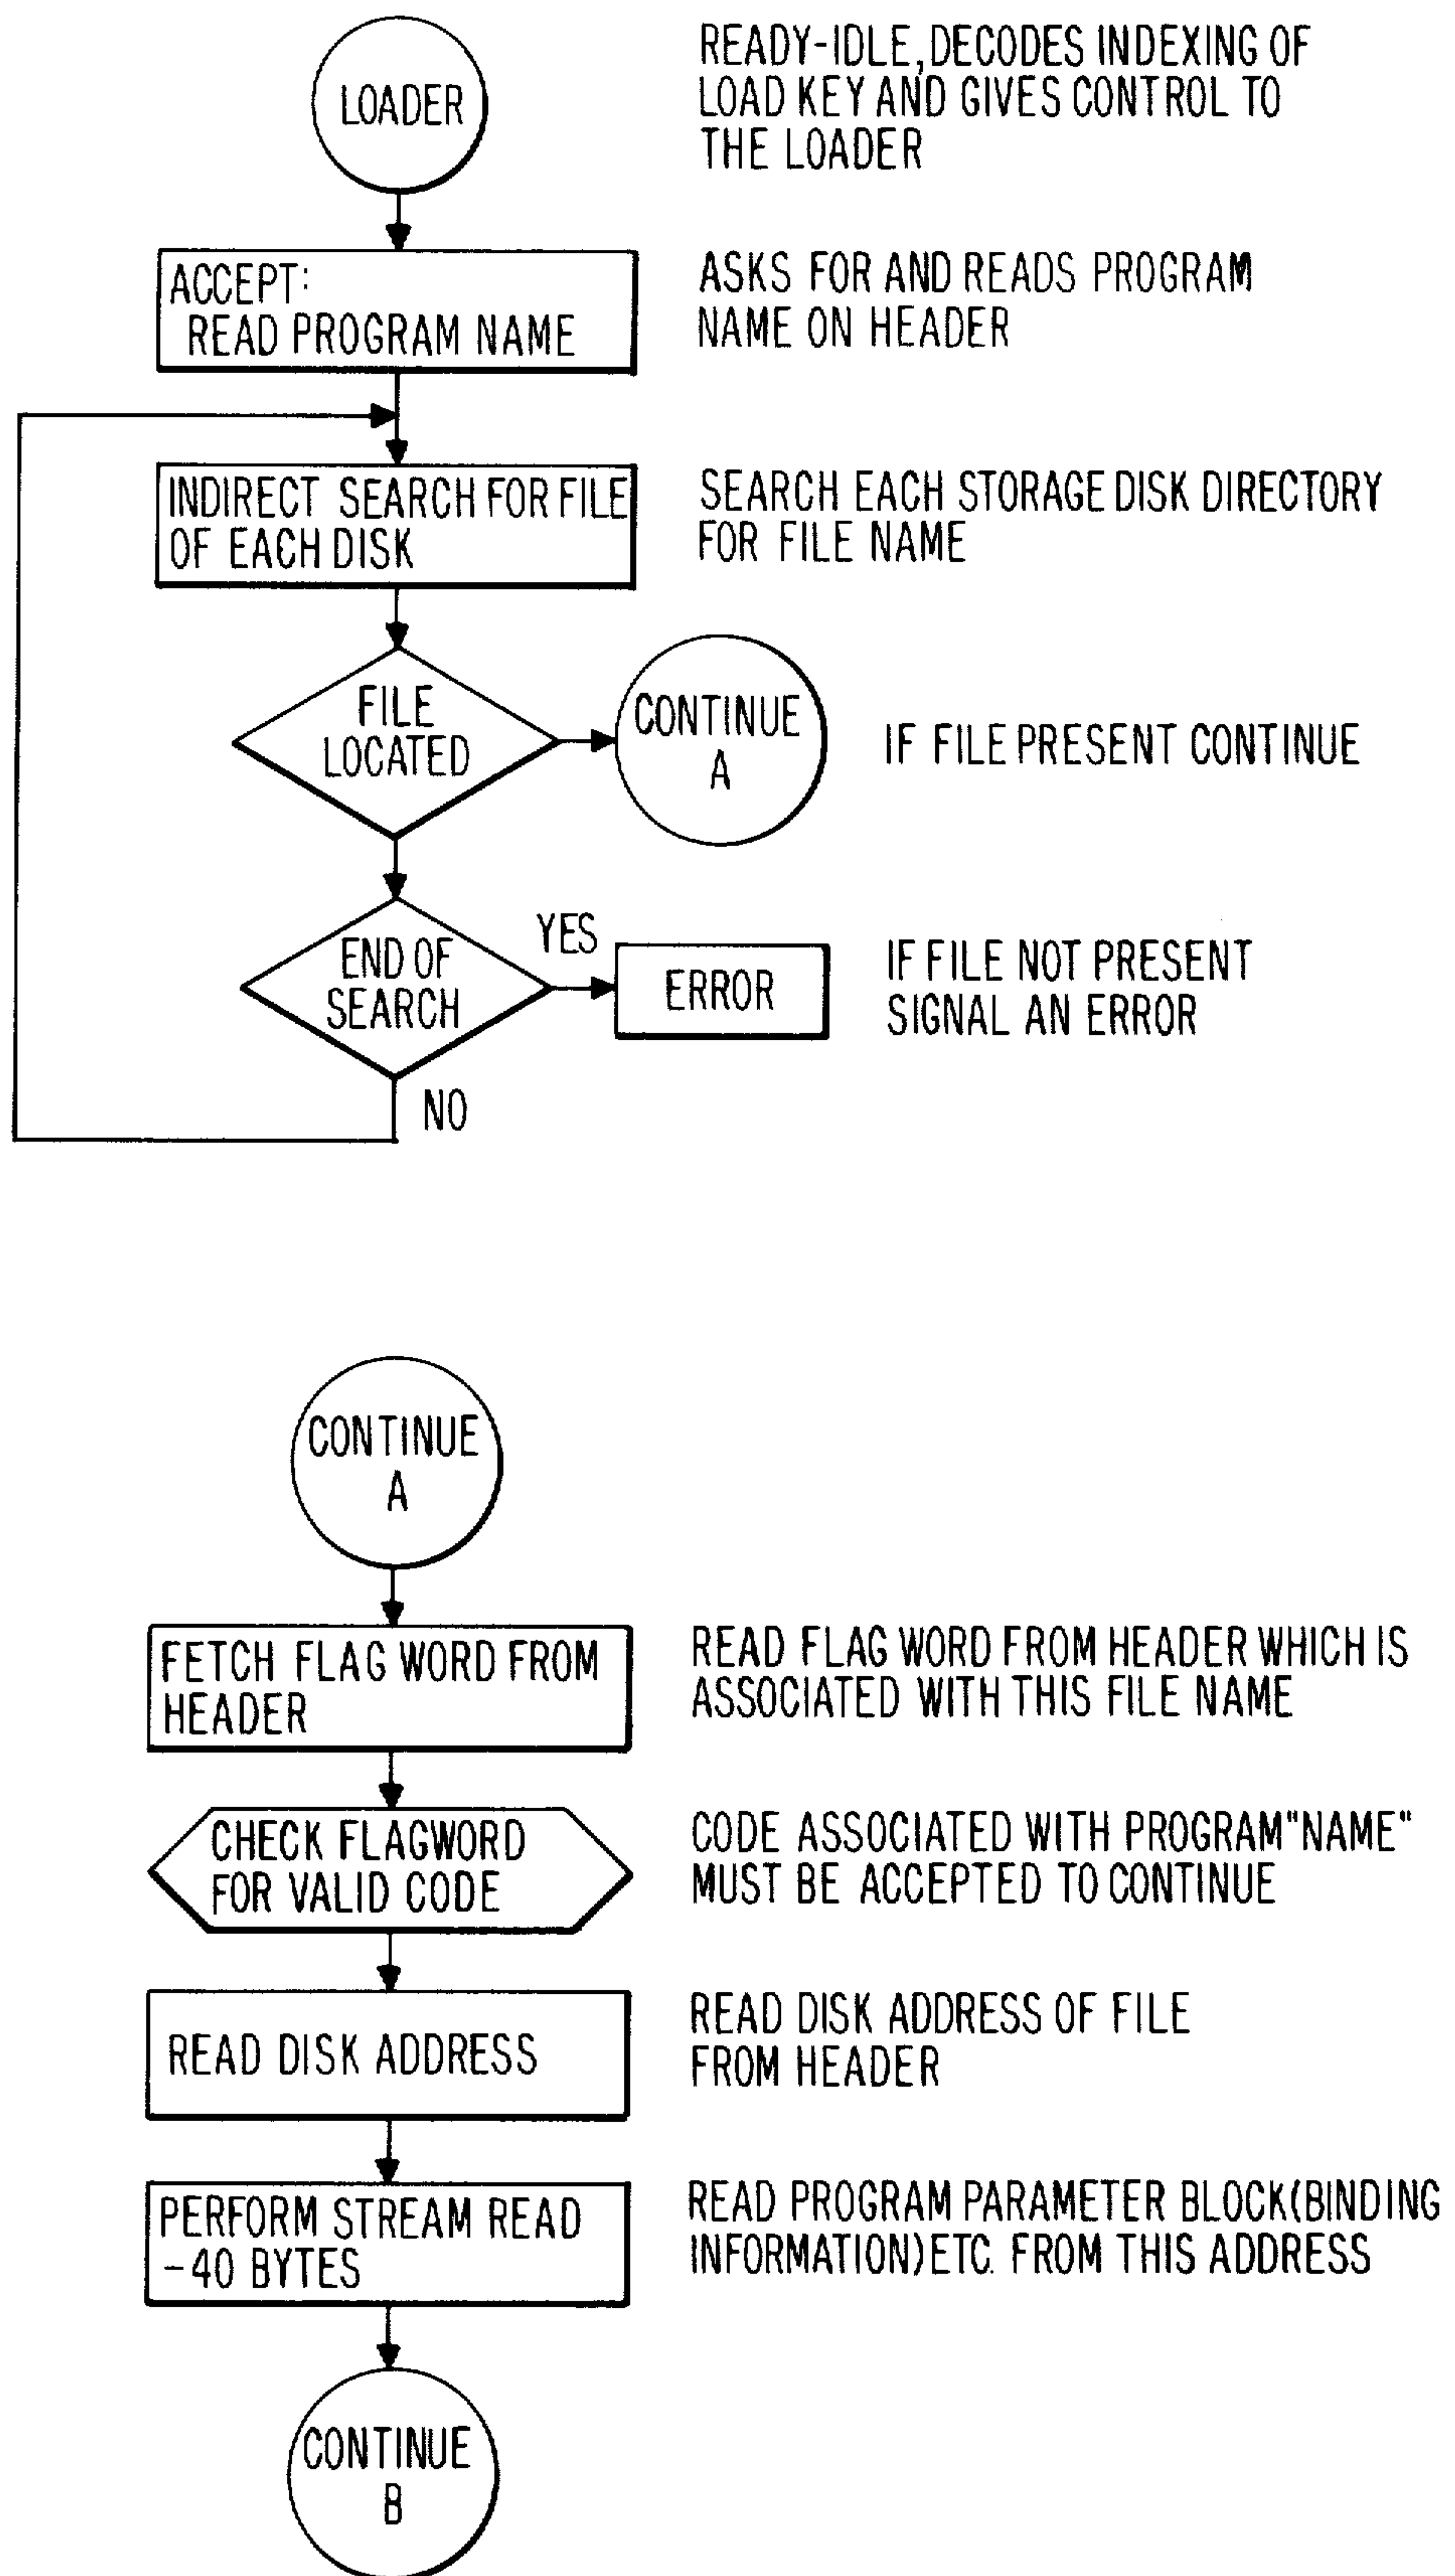 LOADER
READY-IDLE, DECODES INDEXING OF
LOAD KEY AND GIVES CONTROL TO
THE LOADER
ACCEPT:
READ PROGRAM NAME
ASKS FOR AND READS PROGRAM
NAME ON HEADER
INDIRECT SEARCH FOR FILE
OF EACH DISK
SEARCH EACH STORAGE DISK DIRECTORY
FOR FILE NAME
FILE
LOCATED
CONTINUE
A
IF FILE PRESENT CONTINUE
END OF
SEARCH
YES
ERROR
IF FILE NOT PRESENT
SIGNAL AN ERROR
NO
CONTINUE
A
FETCH FLAG WORD FROM
HEADER
READ FLAG WORD FROM HEADER WHICH IS
ASSOCIATED WITH THIS FILE NAME
CHECK FLAGWORD
FOR VALID CODE
CODE ASSOCIATED WITH PROGRAM "NAME"
MUST BE ACCEPTED TO CONTINUE
READ DISK ADDRESS
READ DISK ADDRESS OF FILE
FROM HEADER
PERFORM STREAM READ
-40 BYTES
READ PROGRAM PARAMETER BLOCK (BINDING
INFORMATION) ETC. FROM THIS ADDRESS
CONTINUE
B